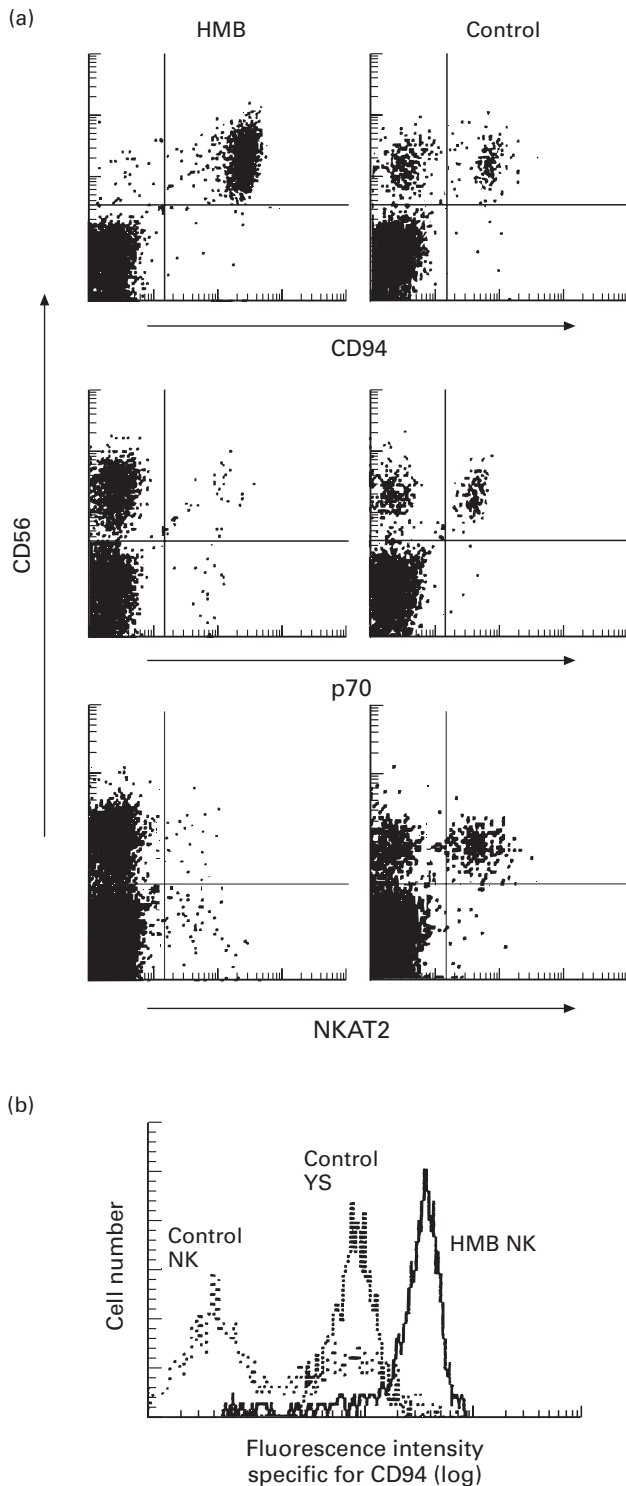 (a)
HMB
Control
CD94
p70
NKAT2
CD56
(b)
Control
YS
Control
NK
HMB NK
Cell number
Fluorescence intensity
specific for CD94 (log)